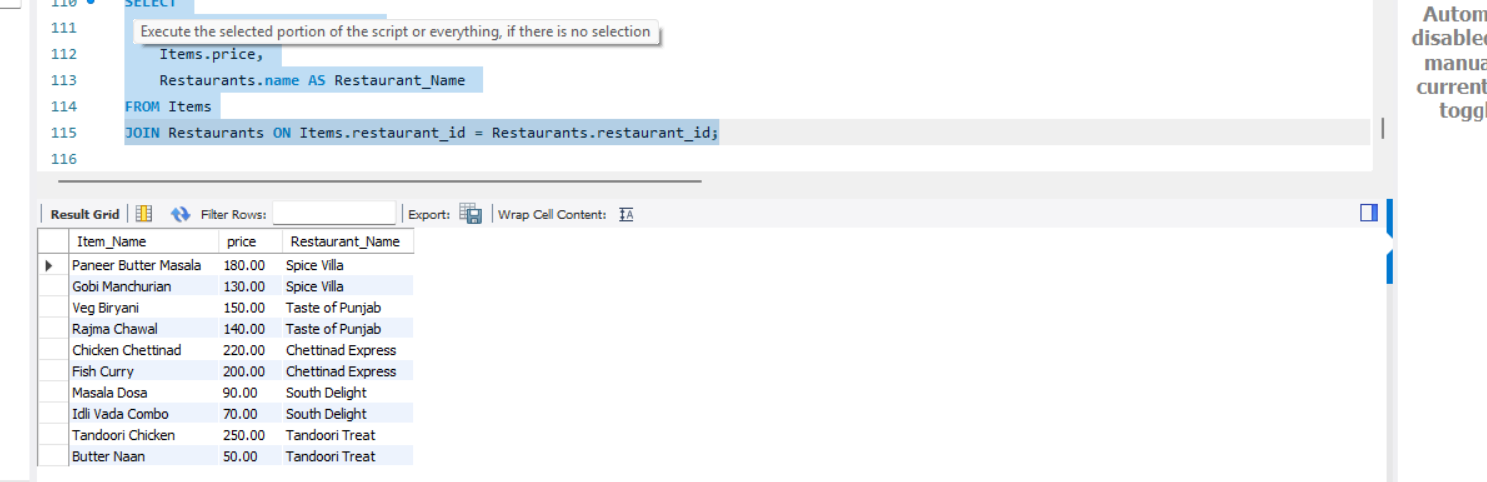 110 SELECT
111
Execute the selected portion of the script or everything, if there is no selection
112 Items.price,
113 Restaurants.name AS Restaurant_Name
114 FROM Items
115 JOIN Restaurants ON Items.restaurant_id = Restaurants.restaurant_id;
116
Result Grid Filter Rows: Export: Wrap Cell Content: IA
Item_Name price Restaurant_Name
Paneer Butter Masala 180.00 Spice Villa
Gobi Manchurian 130.00 Spice Villa
Veg Biryani 150.00 Taste of Punjab
Rajma Chawal 140.00 Taste of Punjab
Chicken Chettinad 220.00 Chettinad Express
Fish Curry 200.00 Chettinad Express
Masala Dosa 90.00 South Delight
Idli Vada Combo 70.00 South Delight
Tandoori Chicken 250.00 Tandoori Treat
Butter Naan 50.00 Tandoori Treat
Autom
disable
manua
current
toggl